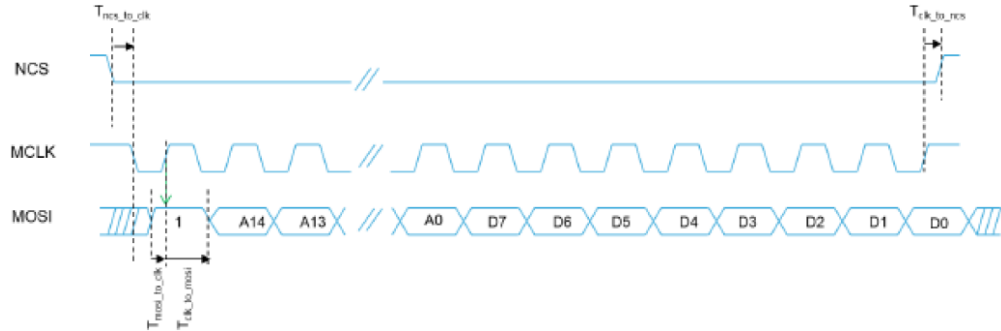 Tncs_to_clk
Tclk_to_ncs
NCS
MCLK
MOSI
1 A14 A13 A0 D7 D6 D5 D4 D3 D2 D1 D0
Tmosi_to_clk
Tclk_to_mosi